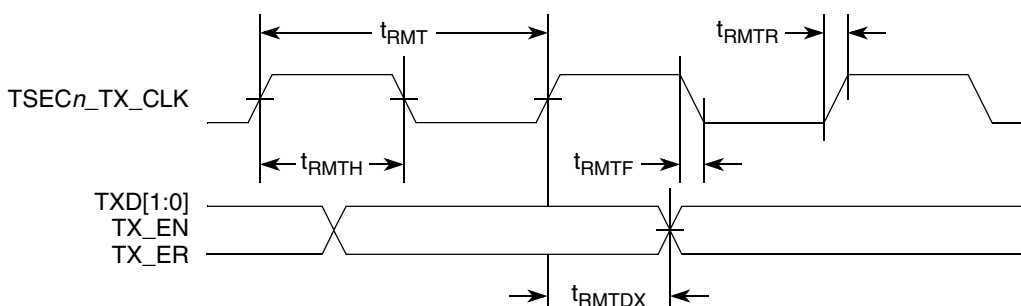 tRMT
tRMTR
TSECn_TX_CLK
tRMTH
tRMTF
TXD[1:0]
TX_EN
TX_ER
tRMTDX